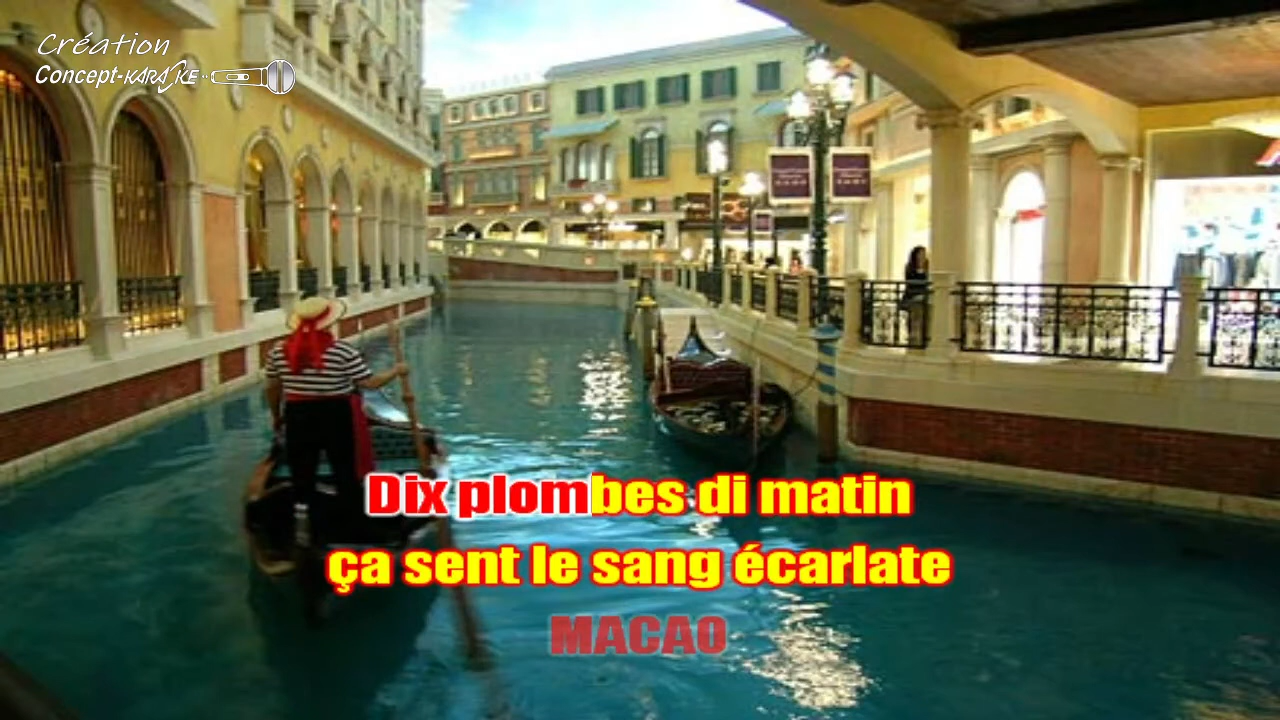 Création
Concept-KARAOKE
Dix plombes di matin
ça sent le sang écarlate
MACAO